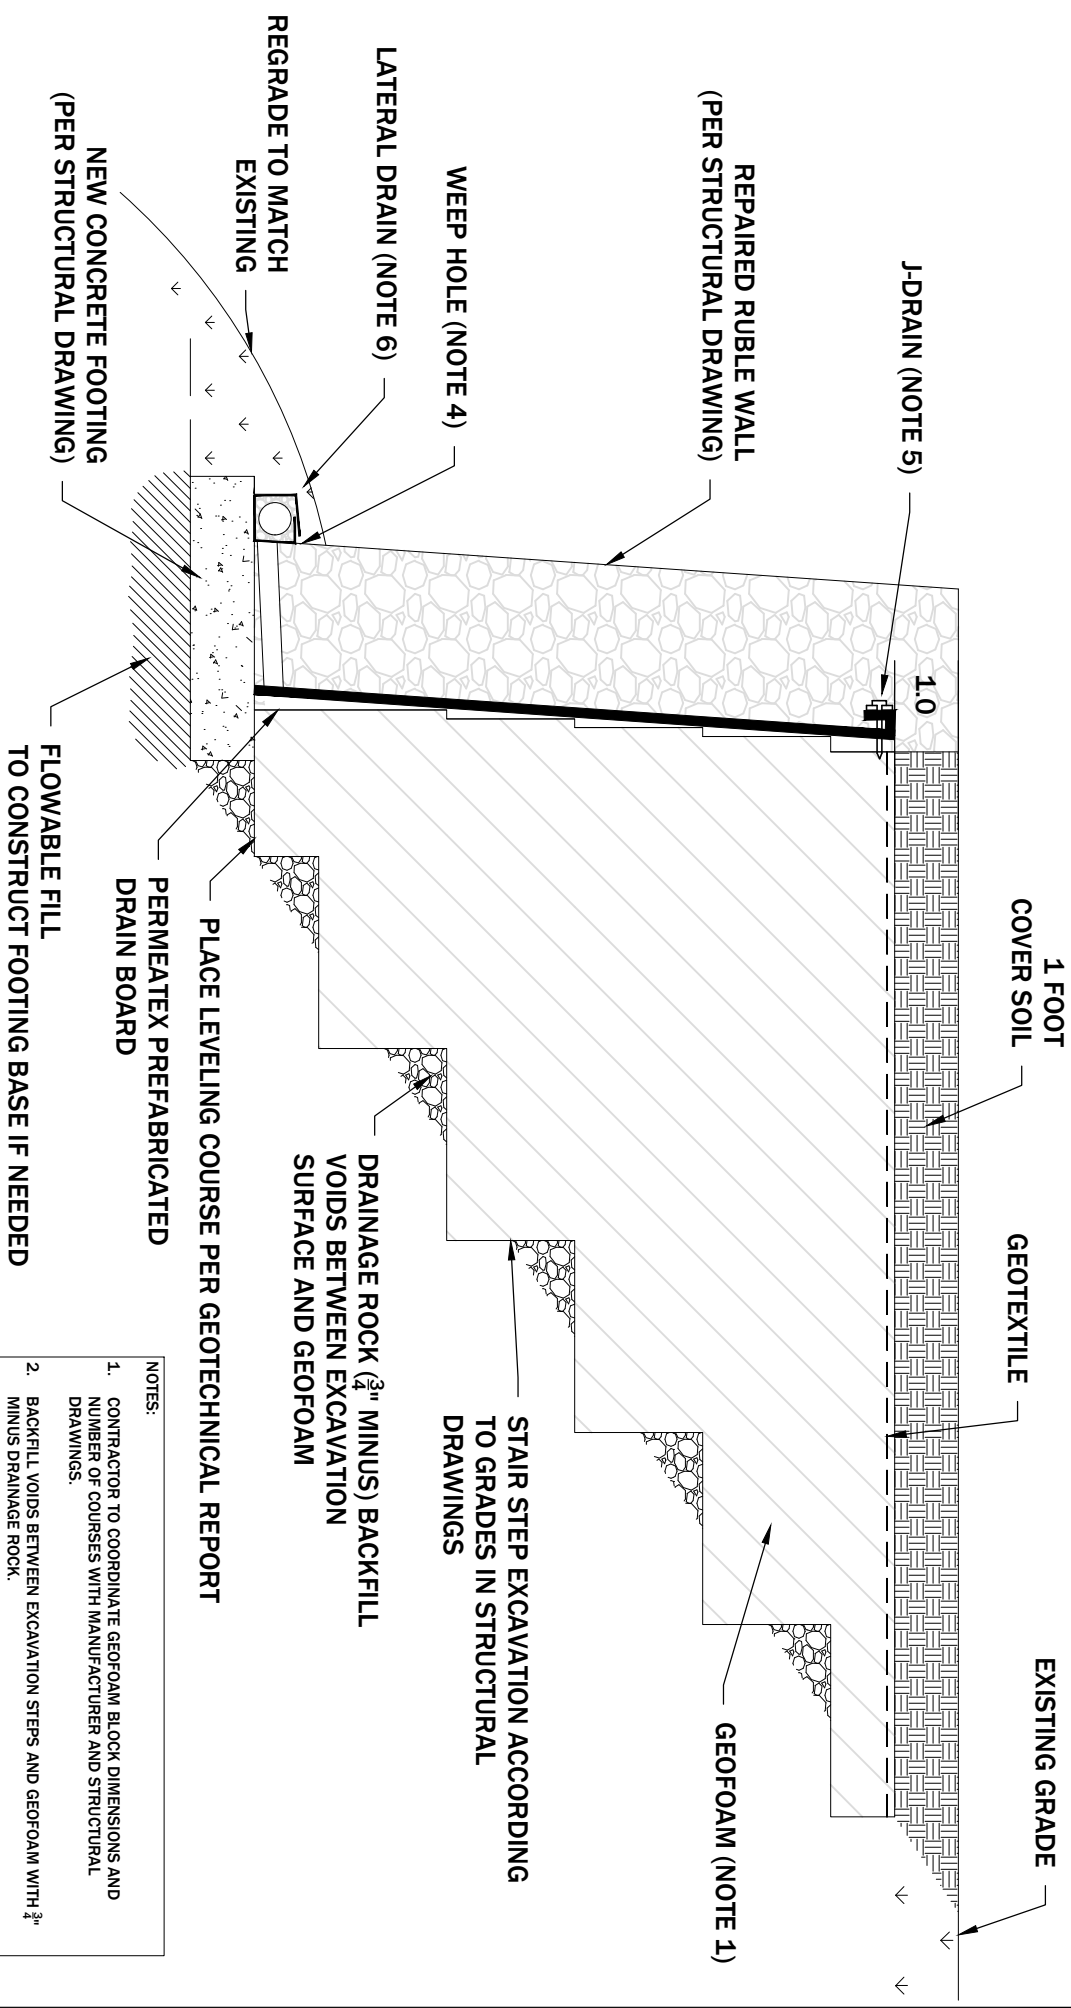 1 FOOT
COVER SOIL
GEOTEXTILE
EXISTING GRADE
J-DRAIN (NOTE 5)
1.0
REPAIRED RUBLE WALL
(PER STRUCTURAL DRAWING)
GEOFOAM (NOTE 1)
WEEP HOLE (NOTE 4)
STAIR STEP EXCAVATION ACCORDING
TO GRADES IN STRUCTURAL
DRAWINGS
LATERAL DRAIN (NOTE 6)
DRAINAGE ROCK (3/4" MINUS) BACKFILL
VOIDS BETWEEN EXCAVATION
SURFACE AND GEOFOAM
REGRADE TO MATCH
EXISTING
PLACE LEVELING COURSE PER GEOTECHNICAL REPORT
PERMEATEX PREFABRICATED
DRAIN BOARD
NEW CONCRETE FOOTING
(PER STRUCTURAL DRAWING)
FLOWABLE FILL
TO CONSTRUCT FOOTING BASE IF NEEDED
NOTES:
1. CONTRACTOR TO COORDINATE GEOFOAM BLOCK DIMENSIONS AND
NUMBER OF COURSES WITH MANUFACTURER AND STRUCTURAL
DRAWINGS.
2. BACKFILL VOIDS BETWEEN EXCAVATION STEPS AND GEOFOAM WITH 3/4"
MINUS DRAINAGE ROCK.